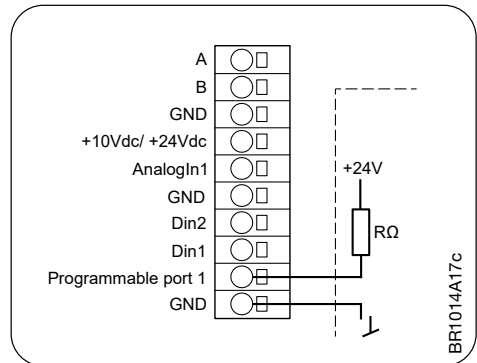 A
B
GND
+10Vdc/ +24Vdc
AnalogIn1
GND
Din2
Din1
Programmable port 1
GND
+24V
RΩ
BR1014A17c